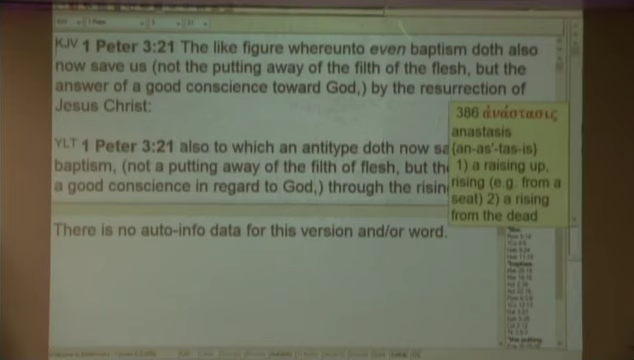 KJV 1 Peter 3:21 The like figure whereunto even baptism doth also
now save us (not the putting away of the filth of the flesh, but the
answer of a good conscience toward God,) by the resurrection of
Jesus Christ:
YLT 1 Peter 3:21 also to which an antitype doth now sa
baptism, (not a putting away of the filth of flesh, but th
a good conscience in regard to God,) through the risin
386 ἀνάστασις
anastasis
(an-as'-tas-is)
1) a raising up,
rising (e.g. from a
seat) 2) a rising
from the dead
There is no auto-info data for this version and/or word.